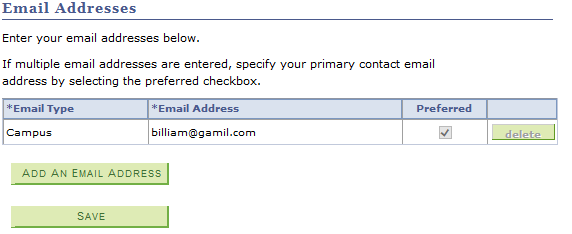 Email Addresses
Enter your email addresses below.
If multiple email addresses are entered, specify your primary contact email
address by selecting the preferred checkbox.
*Email Type *Email Address Preferred
Campus billiam@gamil.com delete
ADD AN EMAIL ADDRESS
SAVE